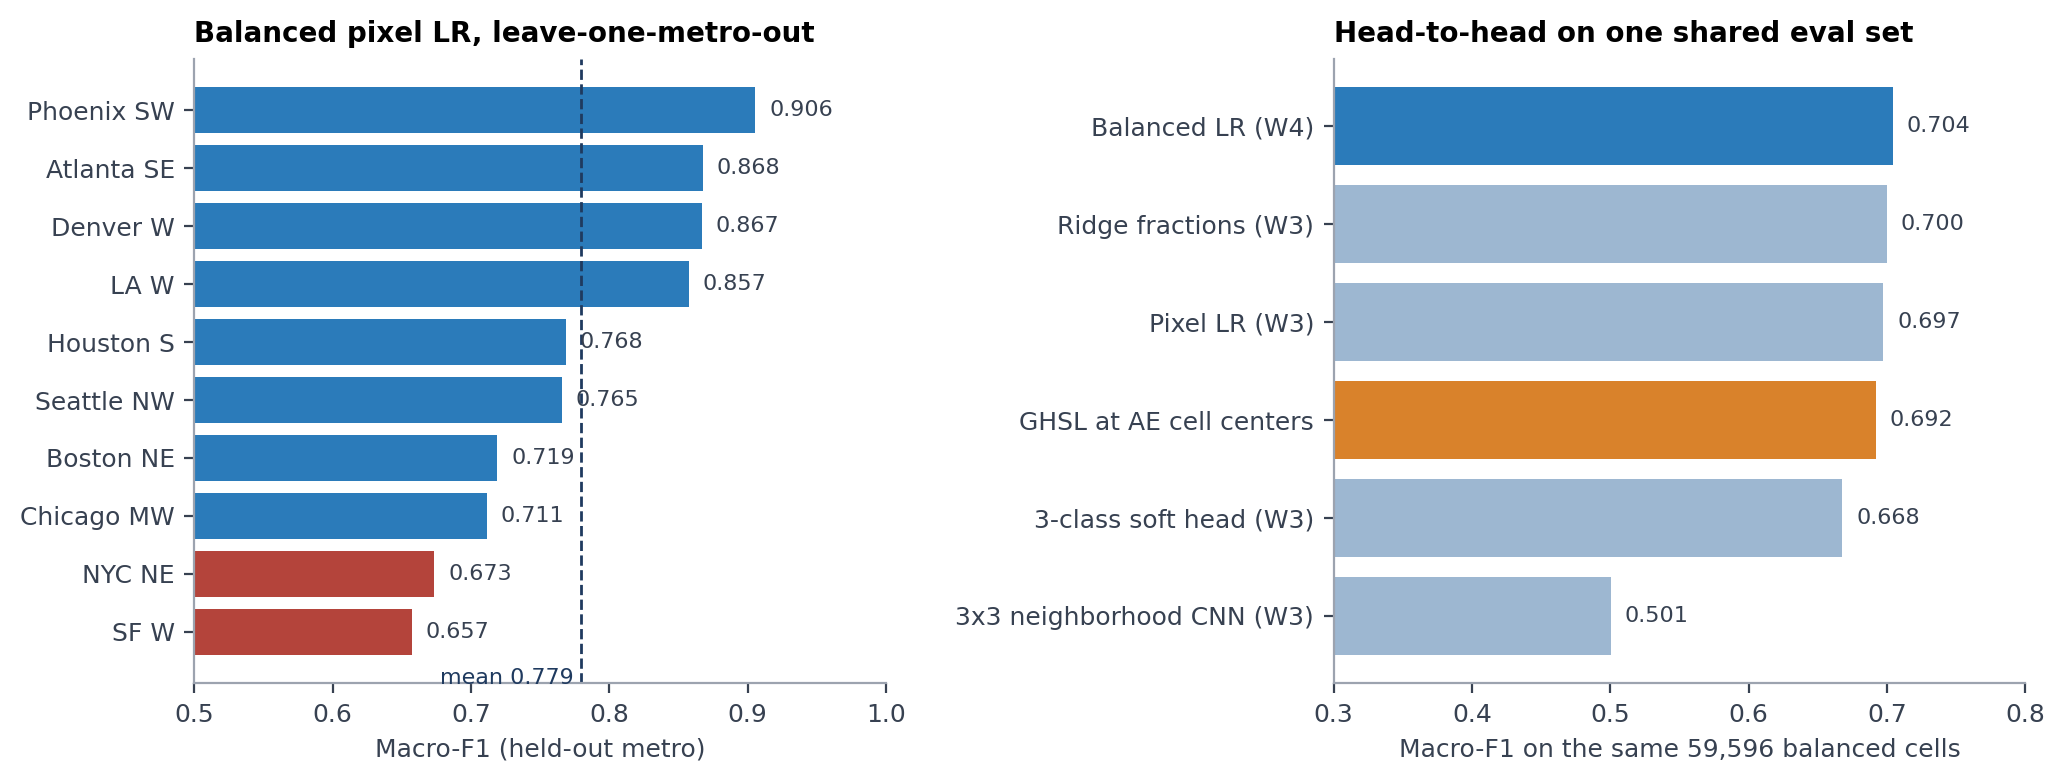 Balanced pixel LR, leave-one-metro-out
Phoenix SW 0.906
Atlanta SE 0.868
Denver W 0.867
LA W 0.857
Houston S 0.768
Seattle NW 0.765
Boston NE 0.719
Chicago MW 0.711
NYC NE 0.673
SF W 0.657
mean 0.779
0.5 0.6 0.7 0.8 0.9 1.0
Macro-F1 (held-out metro)
Head-to-head on one shared eval set
Balanced LR (W4) 0.704
Ridge fractions (W3) 0.700
Pixel LR (W3) 0.697
GHSL at AE cell centers 0.692
3-class soft head (W3) 0.668
3x3 neighborhood CNN (W3) 0.501
0.3 0.4 0.5 0.6 0.7 0.8
Macro-F1 on the same 59,596 balanced cells